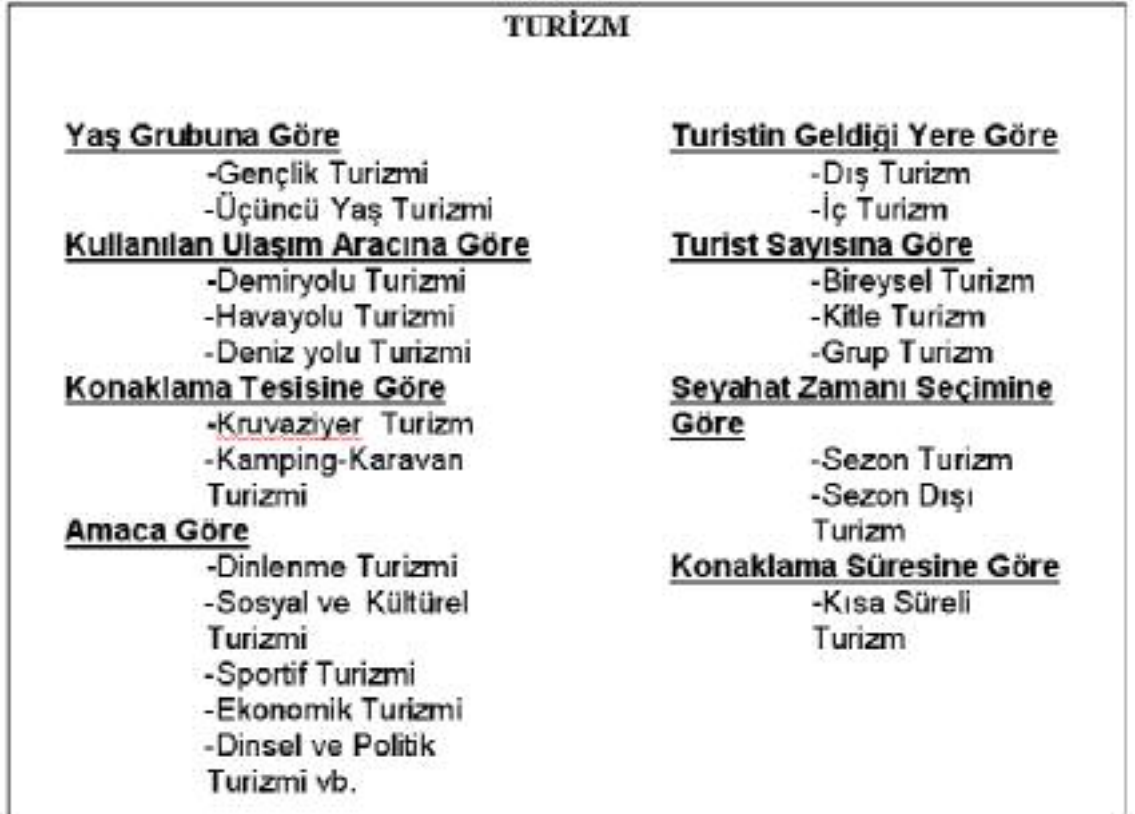 TURİZM
Yaş Grubuna Göre
-Gençlik Turizmi
-Üçüncü Yaş Turizmi
Kullanılan Ulaşım Aracına Göre
-Demiryolu Turizmi
-Havayolu Turizmi
-Deniz yolu Turizmi
Konaklama Tesisine Göre
-Kruvaziyer Turizm
-Kamping-Karavan
Turizmi
Amaca Göre
-Dinlenme Turizmi
-Sosyal ve Kültürel
Turizmi
-Sportif Turizmi
-Ekonomik Turizmi
-Dinsel ve Politik
Turizmi vb.
Turistin Geldiği Yere Göre
-Dış Turizm
-İç Turizm
Turist Sayısına Göre
-Bireysel Turizm
-Kitle Turizm
-Grup Turizm
Seyahat Zamanı Seçimine
Göre
-Sezon Turizm
-Sezon Dışı
Turizm
Konaklama Süresine Göre
-Kısa Süreli
Turizm